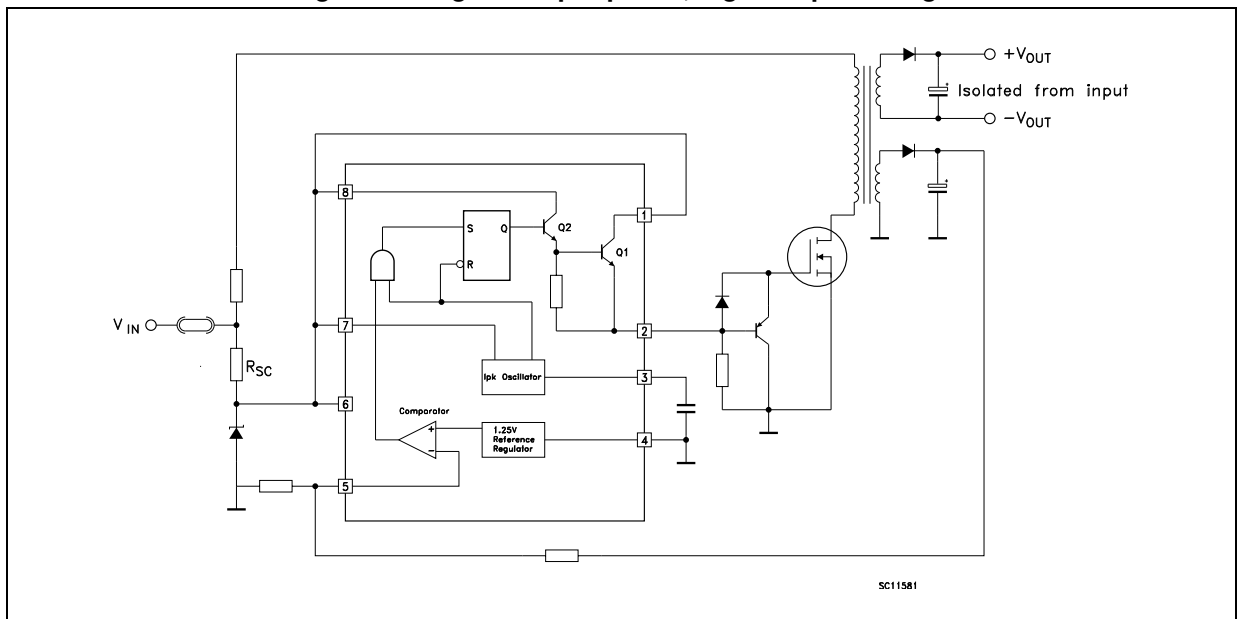 +VOUT
Isolated from input
-VOUT
8
1
S
Q
Q2
Q1
R
VIN
7
2
RSC
Ipk Oscillator
3
6
Comparator
+
-
1.25V
Reference
Regulator
4
5
SC11581